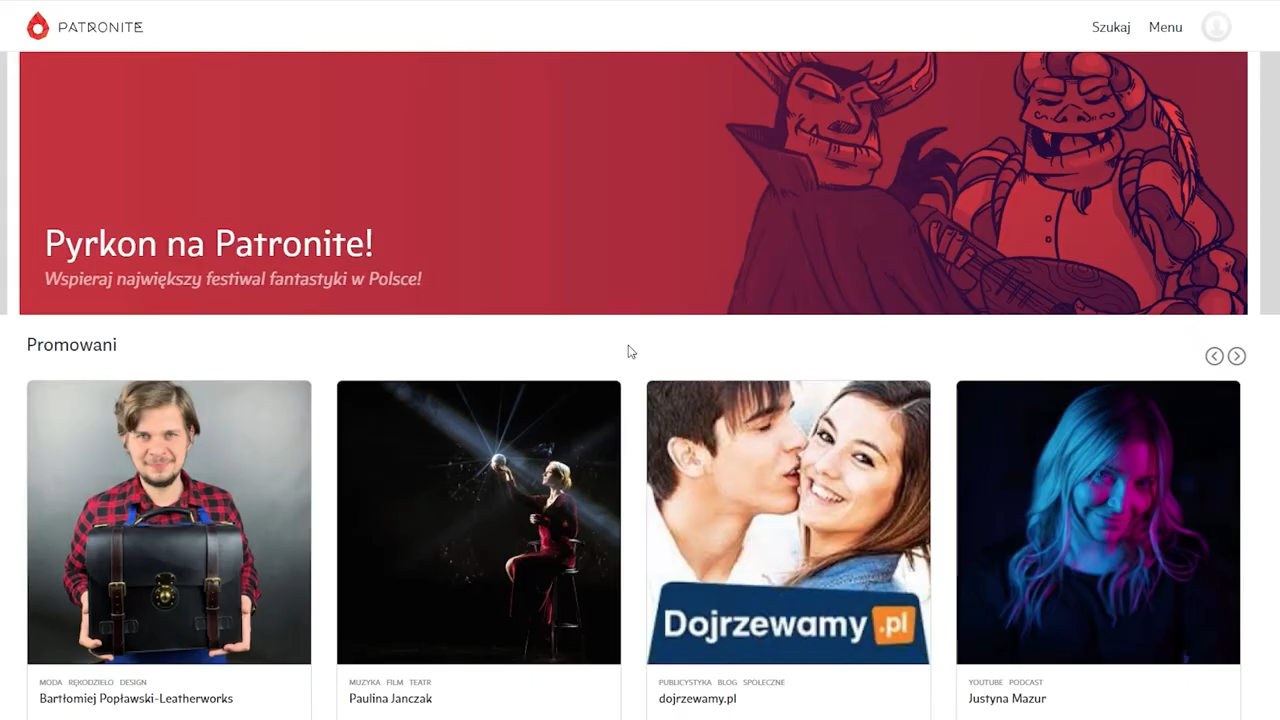 PATRONITE
Szukaj Menu
Pyrkon na Patronite!
Wspieraj największy festiwal fantastyki w Polsce!
Promowani
Dojrzewamy.pl
MODA RĘKODZIEŁO DESIGN
Bartłomiej Popławski-Leatherworks
MUZYKA FILM TEATR
Paulina Janczak
PUBLICYSTYKA BLOG SPOŁECZNE
dojrzewamy.pl
YOUTUBE PODCAST
Justyna Mazur